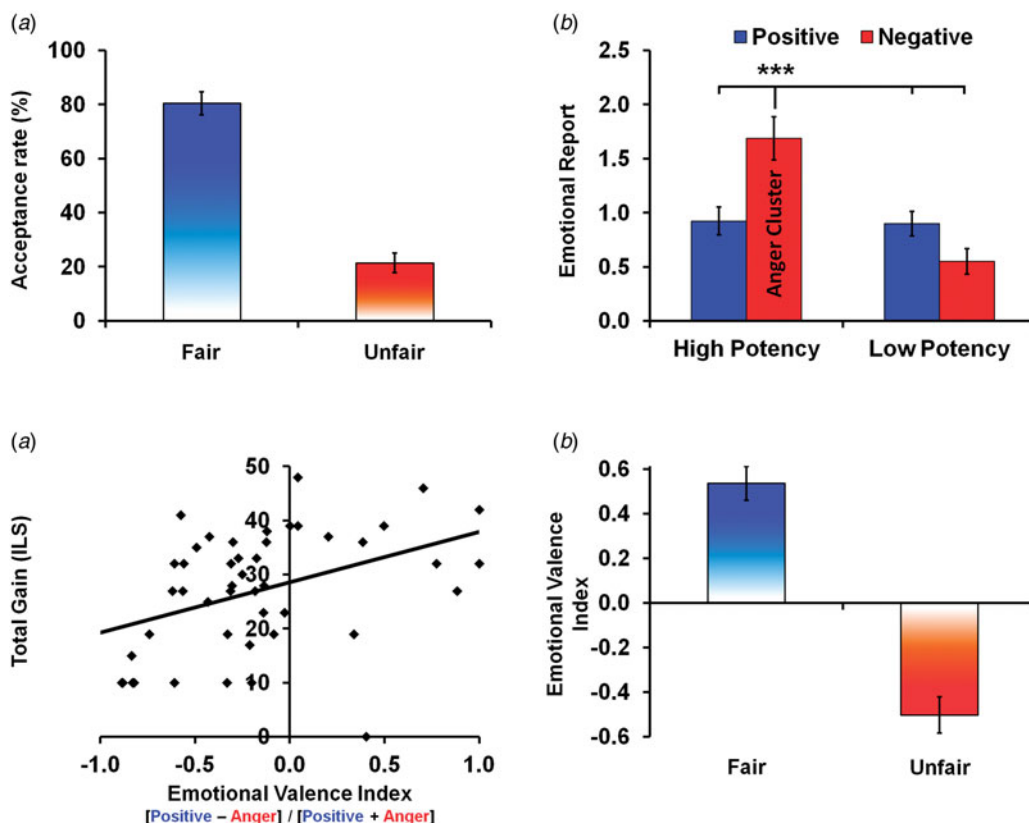 (a)
Acceptance rate (%)
100
80
60
40
20
0
Fair Unfair
(b)
Positive Negative
***
Emotional Report
2.5
2.0
1.5
1.0
0.5
0.0
Anger Cluster
High Potency Low Potency
(a)
Total Gain (ILS)
50
40
30
20
10
0
-1.0 -0.5 0.0 0.5 1.0
Emotional Valence Index
[Positive – Anger] / [Positive + Anger]
(b)
Emotional Valence
Index
0.6
0.4
0.2
0.0
-0.2
-0.4
-0.6
Fair Unfair